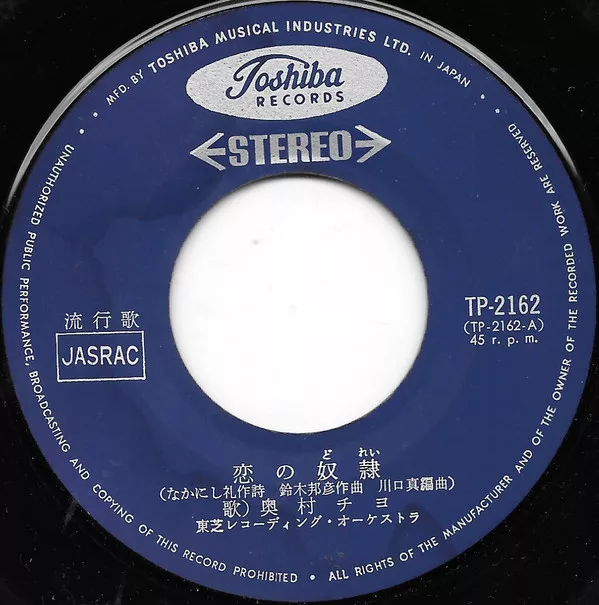 • MFD. BY TOSHIBA MUSICAL INDUSTRIES LTD. IN JAPAN •
Toshiba
RECORDS
STEREO
流行歌
JASRAC
TP-2162
(TP-2162-A)
45 r. p. m.
ど れい
恋の奴隷
(なかにし礼作詩 鈴木邦彦作曲 川口真編曲)
歌) 奥村チヨ
東芝レコーディング・オーケストラ
UNAUTHORIZED PUBLIC PERFORMANCE, BROADCASTING AND COPYING OF THIS RECORD PROHIBITED • ALL RIGHTS OF THE MANUFACTURER AND OF THE OWNER OF THE RECORDED WORK ARE RESERVED